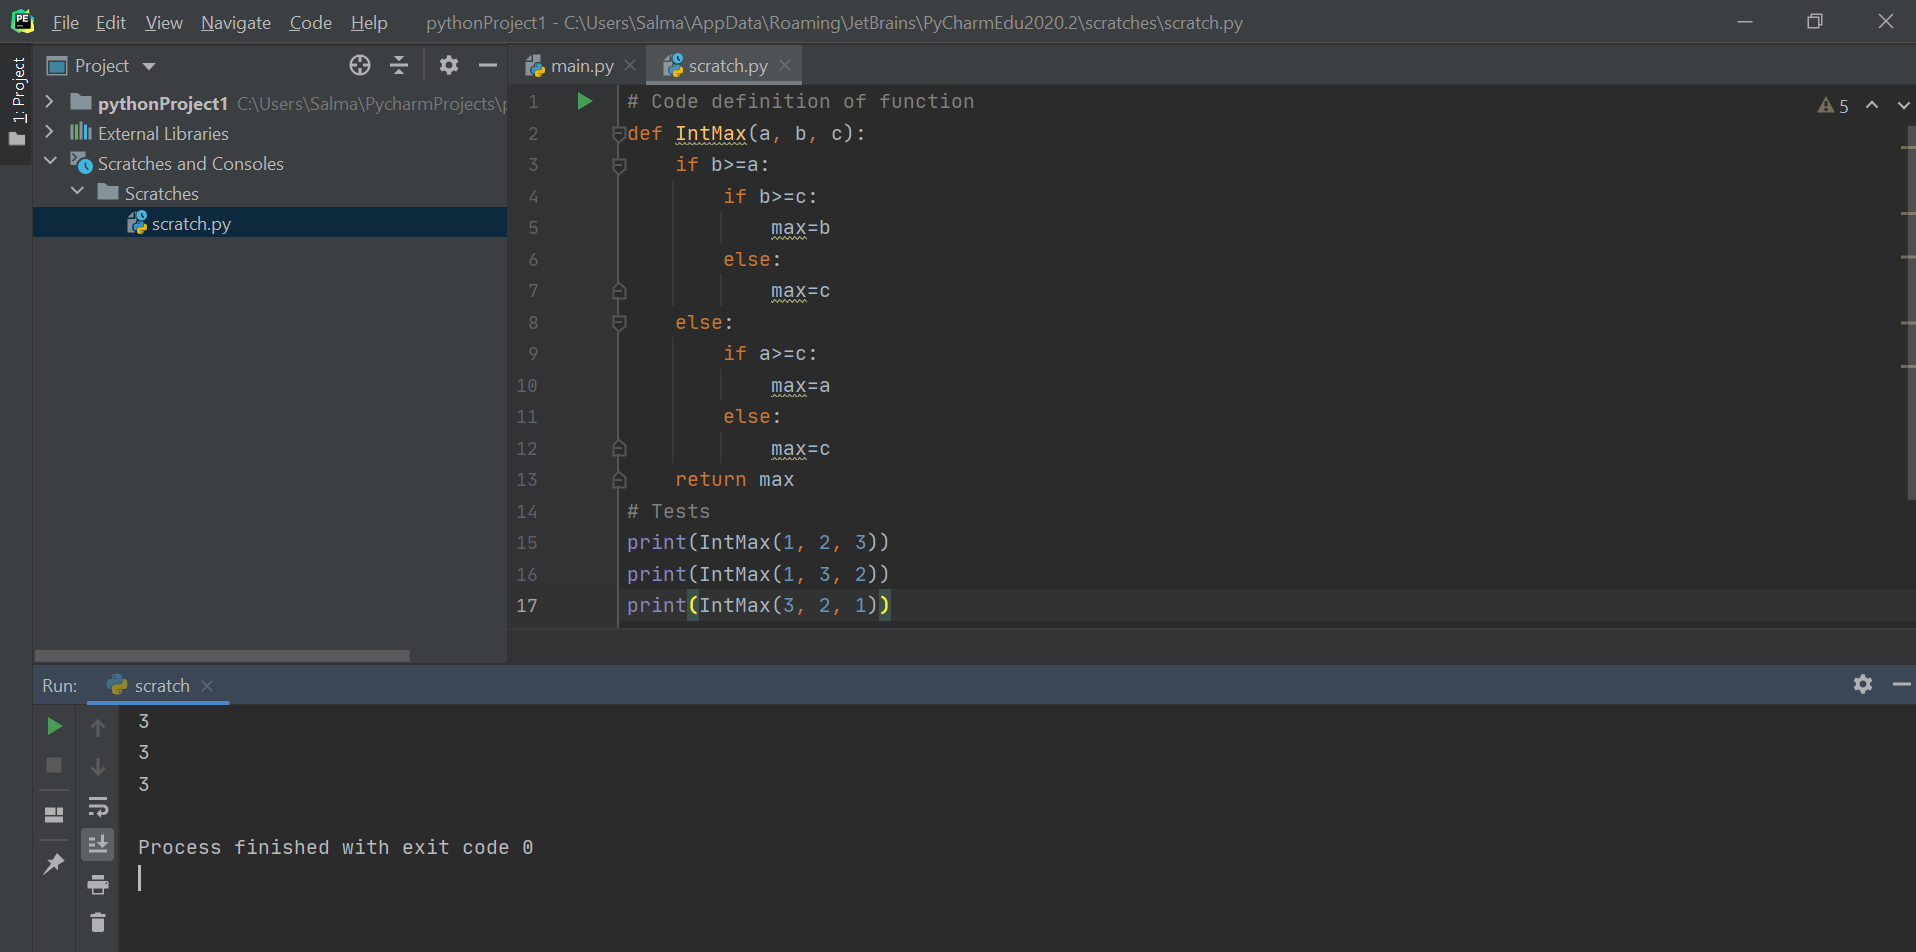 File Edit View Navigate Code Help pythonProject1 - C:\Users\Salma\AppData\Roaming\JetBrains\PyCharmEdu2020.2\scratches\scratch.py
1: Project
Project
pythonProject1 C:\Users\Salma\PycharmProjects\
External Libraries
Scratches and Consoles
Scratches
scratch.py
main.py scratch.py
5
1 # Code definition of function
2 def IntMax(a, b, c):
3 if b>=a:
4 if b>=c:
5 max=b
6 else:
7 max=c
8 else:
9 if a>=c:
10 max=a
11 else:
12 max=c
13 return max
14 # Tests
15 print(IntMax(1, 2, 3))
16 print(IntMax(1, 3, 2))
17 print(IntMax(3, 2, 1))
Run: scratch
3
3
3
Process finished with exit code 0